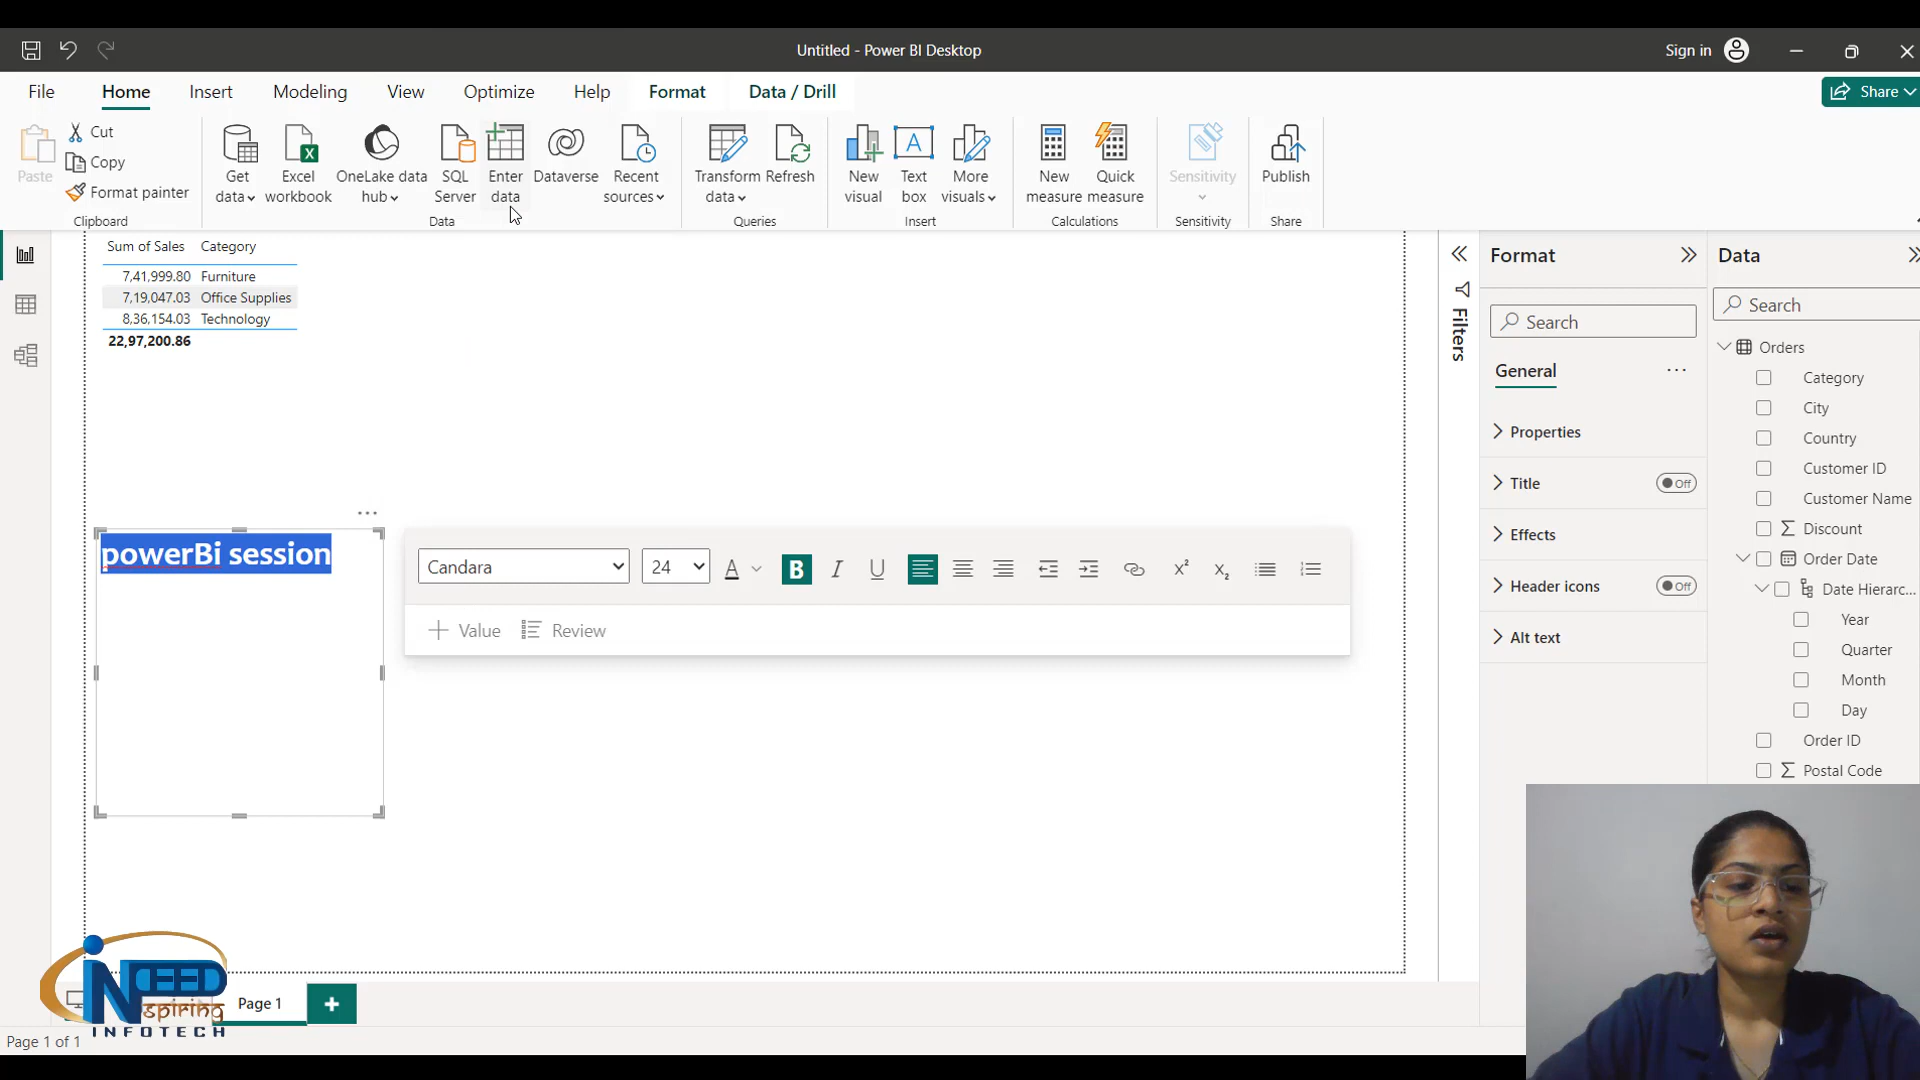 Untitled - Power BI Desktop
Sign in
File
Home
Insert
Modeling
View
Optimize
Help
Format
Data / Drill
Share
Paste
Cut
Copy
Format painter
Clipboard
Get data
Excel workbook
OneLake data hub
SQL Server
Enter data
Dataverse
Recent sources
Data
Transform data
Refresh
Queries
New visual
Text box
More visuals
Insert
New measure
Quick measure
Calculations
Sensitivity
Sensitivity
Publish
Share
Sum of Sales Category
7,41,999.80 Furniture
7,19,047.03 Office Supplies
8,36,154.03 Technology
22,97,200.86
powerBi session
Candara
24
Value
Review
Filters
Format
Search
General
Properties
Title Off
Effects
Header icons Off
Alt text
Data
Search
Orders
Category
City
Country
Customer ID
Customer Name
Discount
Order Date
Date Hierarc...
Year
Quarter
Month
Day
Order ID
Postal Code
iNEED
Nspiring
INFOTECH
Page 1
Page 1 of 1